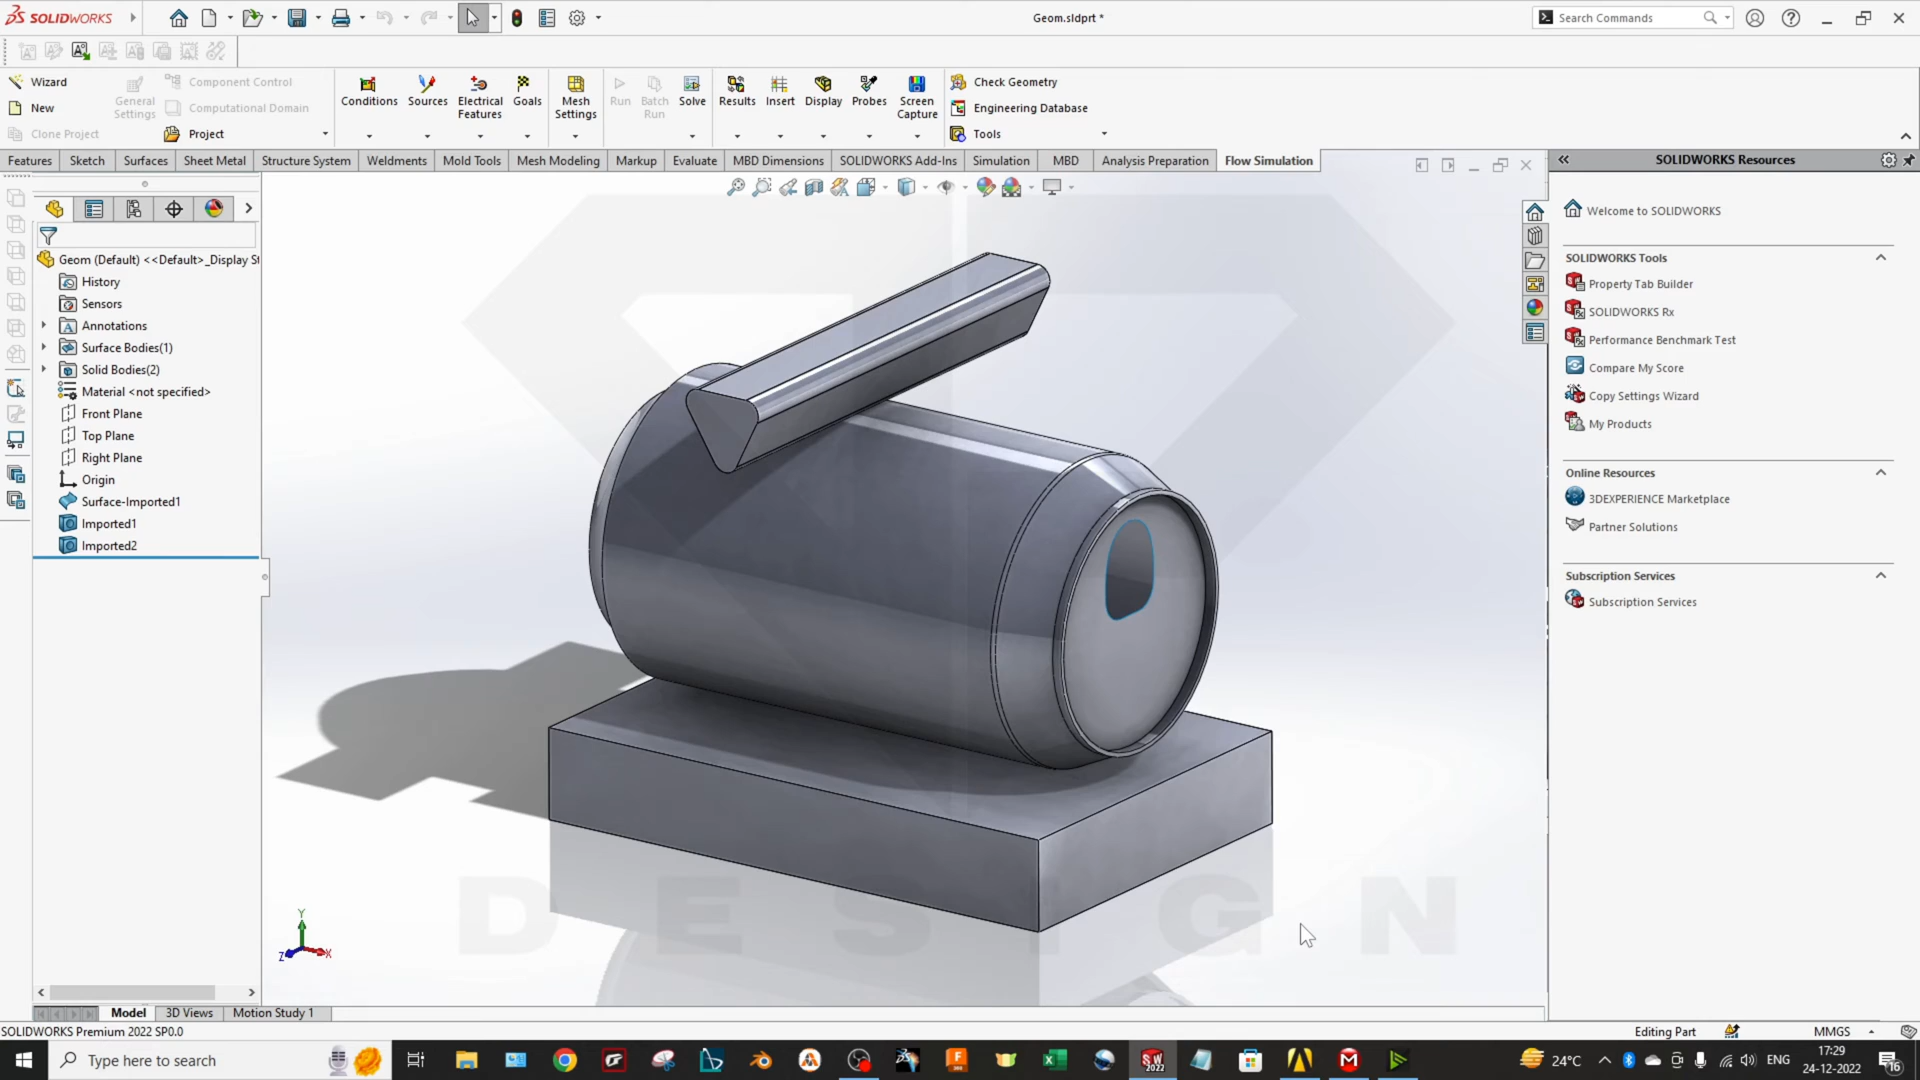 SOLIDWORKS
Geom.sldprt *
Search Commands
Wizard
New
Clone Project
General Settings
Component Control
Computational Domain
Project
Conditions
Sources
Electrical Features
Goals
Mesh Settings
Run
Batch Run
Solve
Results
Insert
Display
Probes
Screen Capture
Check Geometry
Engineering Database
Tools
Features
Sketch
Surfaces
Sheet Metal
Structure System
Weldments
Mold Tools
Mesh Modeling
Markup
Evaluate
MBD Dimensions
SOLIDWORKS Add-Ins
Simulation
MBD
Analysis Preparation
Flow Simulation
SOLIDWORKS Resources
Geom (Default) <<Default>_Display St
History
Sensors
Annotations
Surface Bodies(1)
Solid Bodies(2)
Material <not specified>
Front Plane
Top Plane
Right Plane
Origin
Surface-Imported1
Imported1
Imported2
Welcome to SOLIDWORKS
SOLIDWORKS Tools
Property Tab Builder
SOLIDWORKS Rx
Performance Benchmark Test
Compare My Score
Copy Settings Wizard
My Products
Online Resources
3DEXPERIENCE Marketplace
Partner Solutions
Subscription Services
Subscription Services
DESIGN
Y
Z
X
Model
3D Views
Motion Study 1
SOLIDWORKS Premium 2022 SP0.0
Editing Part
MMGS
Type here to search
SW
2022
24°C
ENG
17:29
24-12-2022
16